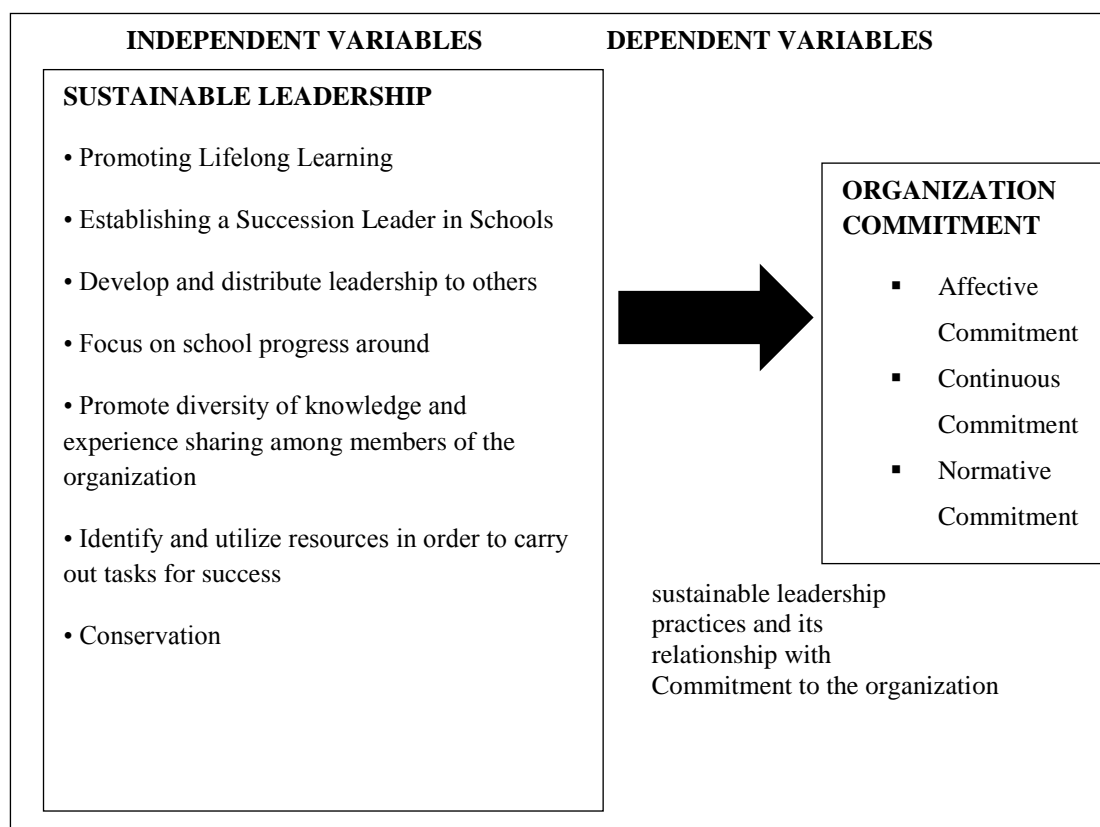 INDEPENDENT VARIABLES
DEPENDENT VARIABLES
SUSTAINABLE LEADERSHIP
• Promoting Lifelong Learning
• Establishing a Succession Leader in Schools
• Develop and distribute leadership to others
• Focus on school progress around
• Promote diversity of knowledge and
experience sharing among members of the
organization
• Identify and utilize resources in order to carry
out tasks for success
• Conservation
ORGANIZATION
COMMITMENT
▪ Affective
Commitment
▪ Continuous
Commitment
▪ Normative
Commitment
sustainable leadership
practices and its
relationship with
Commitment to the organization